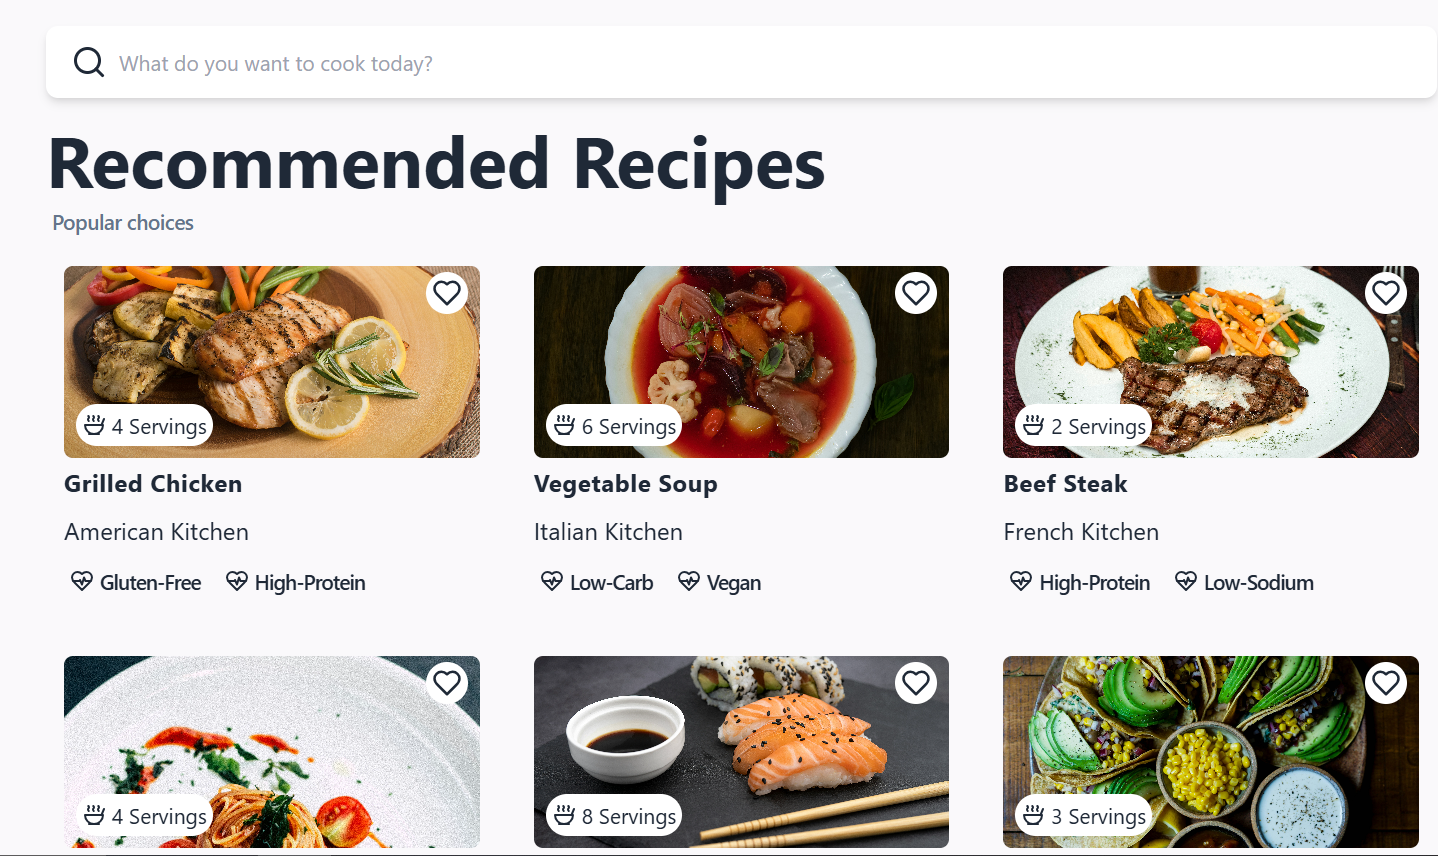 What do you want to cook today?
Recommended Recipes
Popular choices
4 Servings
Grilled Chicken
American Kitchen
Gluten-Free High-Protein
6 Servings
Vegetable Soup
Italian Kitchen
Low-Carb Vegan
2 Servings
Beef Steak
French Kitchen
High-Protein Low-Sodium
4 Servings
8 Servings
3 Servings